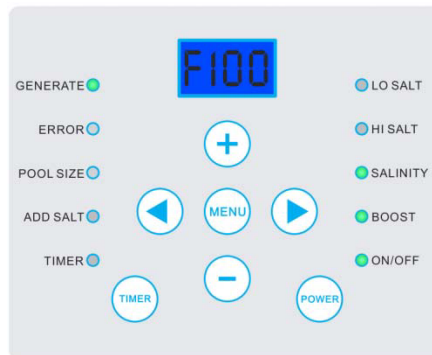 F100
GENERATE
ERROR
POOL SIZE
ADD SALT
TIMER
LO SALT
HI SALT
SALINITY
BOOST
ON/OFF
+
MENU
−
TIMER
POWER